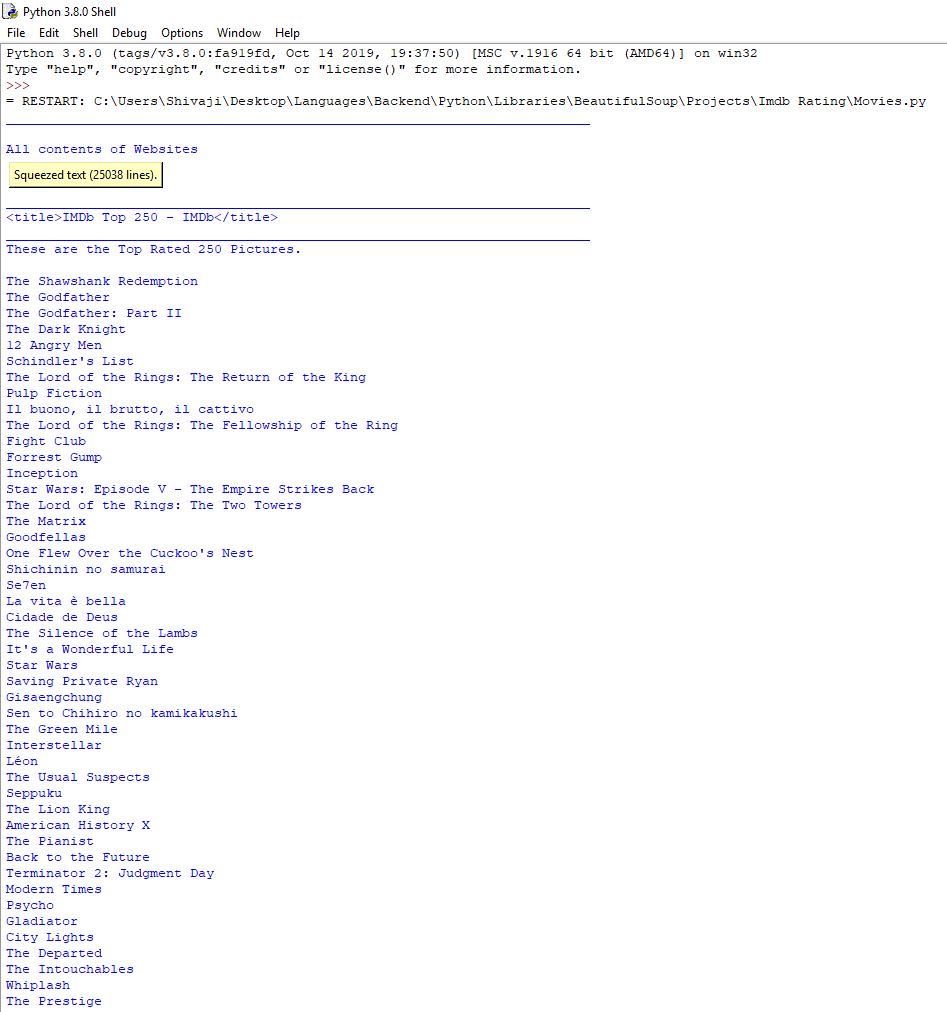 Python 3.8.0 Shell
File Edit Shell Debug Options Window Help
Python 3.8.0 (tags/v3.8.0:fa919fd, Oct 14 2019, 19:37:50) [MSC v.1916 64 bit (AMD64)] on win32
Type "help", "copyright", "credits" or "license()" for more information.
>>>
= RESTART: C:\Users\Shivaji\Desktop\Languages\Backend\Python\Libraries\BeautifulSoup\Projects\Imdb Rating\Movies.py
All contents of Websites
Squeezed text (25038 lines).
<title>IMDb Top 250 - IMDb</title>
These are the Top Rated 250 Pictures.
The Shawshank Redemption
The Godfather
The Godfather: Part II
The Dark Knight
12 Angry Men
Schindler's List
The Lord of the Rings: The Return of the King
Pulp Fiction
Il buono, il brutto, il cattivo
The Lord of the Rings: The Fellowship of the Ring
Fight Club
Forrest Gump
Inception
Star Wars: Episode V - The Empire Strikes Back
The Lord of the Rings: The Two Towers
The Matrix
Goodfellas
One Flew Over the Cuckoo's Nest
Shichinin no samurai
Se7en
La vita è bella
Cidade de Deus
The Silence of the Lambs
It's a Wonderful Life
Star Wars
Saving Private Ryan
Gisaengchung
Sen to Chihiro no kamikakushi
The Green Mile
Interstellar
Léon
The Usual Suspects
Seppuku
The Lion King
American History X
The Pianist
Back to the Future
Terminator 2: Judgment Day
Modern Times
Psycho
Gladiator
City Lights
The Departed
The Intouchables
Whiplash
The Prestige